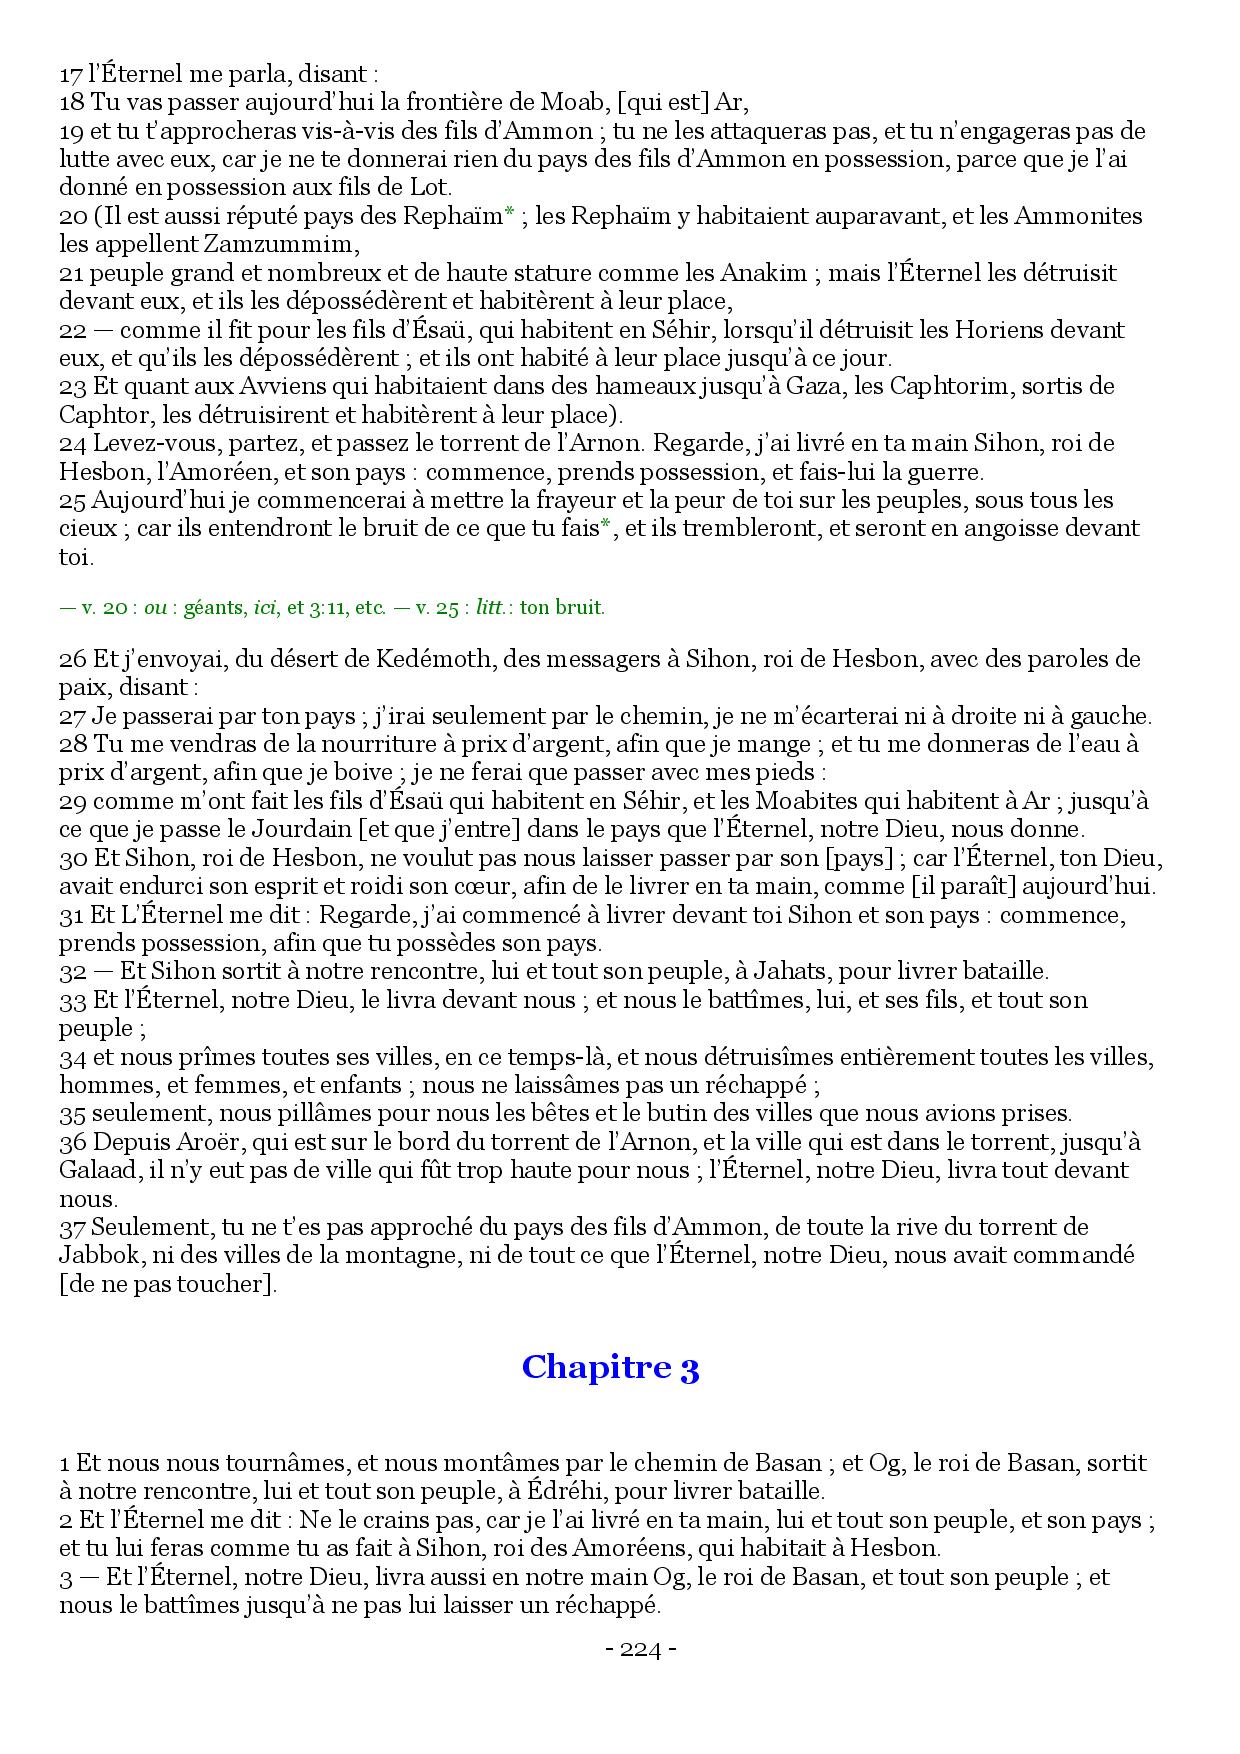 17 l’Éternel me parla, disant :
18 Tu vas passer aujourd’hui la frontière de Moab, [qui est] Ar,
19 et tu t’approcheras vis-à-vis des fils d’Ammon ; tu ne les attaqueras pas, et tu n’engageras pas de
lutte avec eux, car je ne te donnerai rien du pays des fils d’Ammon en possession, parce que je l’ai
donné en possession aux fils de Lot.
20 (Il est aussi réputé pays des Rephaïm* ; les Rephaïm y habitaient auparavant, et les Ammonites
les appellent Zamzummim,
21 peuple grand et nombreux et de haute stature comme les Anakim ; mais l’Éternel les détruisit
devant eux, et ils les dépossédèrent et habitèrent à leur place,
22 — comme il fit pour les fils d’Ésaü, qui habitent en Séhir, lorsqu’il détruisit les Horiens devant
eux, et qu’ils les dépossédèrent ; et ils ont habité à leur place jusqu’à ce jour.
23 Et quant aux Avviens qui habitaient dans des hameaux jusqu’à Gaza, les Caphtorim, sortis de
Caphtor, les détruisirent et habitèrent à leur place).
24 Levez-vous, partez, et passez le torrent de l’Arnon. Regarde, j’ai livré en ta main Sihon, roi de
Hesbon, l’Amoréen, et son pays : commence, prends possession, et fais-lui la guerre.
25 Aujourd’hui je commencerai à mettre la frayeur et la peur de toi sur les peuples, sous tous les
cieux ; car ils entendront le bruit de ce que tu fais*, et ils trembleront, et seront en angoisse devant
toi.
— v. 20 : ou : géants, ici, et 3:11, etc. — v. 25 : litt.: ton bruit.
26 Et j’envoyai, du désert de Kedémoth, des messagers à Sihon, roi de Hesbon, avec des paroles de
paix, disant :
27 Je passerai par ton pays ; j’irai seulement par le chemin, je ne m’écarterai ni à droite ni à gauche.
28 Tu me vendras de la nourriture à prix d’argent, afin que je mange ; et tu me donneras de l’eau à
prix d’argent, afin que je boive ; je ne ferai que passer avec mes pieds :
29 comme m’ont fait les fils d’Ésaü qui habitent en Séhir, et les Moabites qui habitent à Ar ; jusqu’à
ce que je passe le Jourdain [et que j’entre] dans le pays que l’Éternel, notre Dieu, nous donne.
30 Et Sihon, roi de Hesbon, ne voulut pas nous laisser passer par son [pays] ; car l’Éternel, ton Dieu,
avait endurci son esprit et roidi son cœur, afin de le livrer en ta main, comme [il paraît] aujourd’hui.
31 Et L’Éternel me dit : Regarde, j’ai commencé à livrer devant toi Sihon et son pays : commence,
prends possession, afin que tu possèdes son pays.
32 — Et Sihon sortit à notre rencontre, lui et tout son peuple, à Jahats, pour livrer bataille.
33 Et l’Éternel, notre Dieu, le livra devant nous ; et nous le battîmes, lui, et ses fils, et tout son
peuple ;
34 et nous prîmes toutes ses villes, en ce temps-là, et nous détruisîmes entièrement toutes les villes,
hommes, et femmes, et enfants ; nous ne laissâmes pas un réchappé ;
35 seulement, nous pillâmes pour nous les bêtes et le butin des villes que nous avions prises.
36 Depuis Aroër, qui est sur le bord du torrent de l’Arnon, et la ville qui est dans le torrent, jusqu’à
Galaad, il n’y eut pas de ville qui fût trop haute pour nous ; l’Éternel, notre Dieu, livra tout devant
nous.
37 Seulement, tu ne t’es pas approché du pays des fils d’Ammon, de toute la rive du torrent de
Jabbok, ni des villes de la montagne, ni de tout ce que l’Éternel, notre Dieu, nous avait commandé
[de ne pas toucher].
Chapitre 3
1 Et nous nous tournâmes, et nous montâmes par le chemin de Basan ; et Og, le roi de Basan, sortit
à notre rencontre, lui et tout son peuple, à Édréhi, pour livrer bataille.
2 Et l’Éternel me dit : Ne le crains pas, car je l’ai livré en ta main, lui et tout son peuple, et son pays ;
et tu lui feras comme tu as fait à Sihon, roi des Amoréens, qui habitait à Hesbon.
3 — Et l’Éternel, notre Dieu, livra aussi en notre main Og, le roi de Basan, et tout son peuple ; et
nous le battîmes jusqu’à ne pas lui laisser un réchappé.
- 224 -